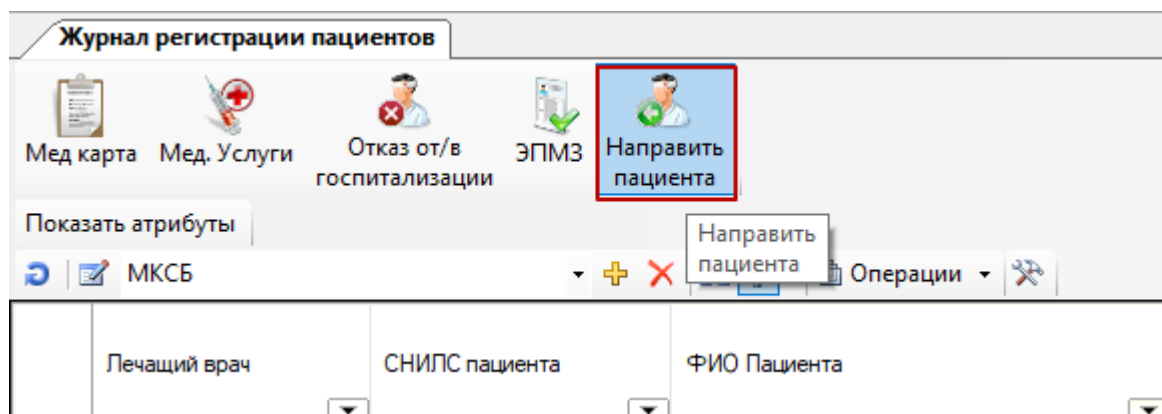 Журнал регистрации пациентов
Мед карта Мед. Услуги Отказ от/в госпитализации ЭПМЗ Направить пациента
Показать атрибуты
Направить
пациента
МКСБ Операции
Лечащий врач СНИЛС пациента ФИО Пациента